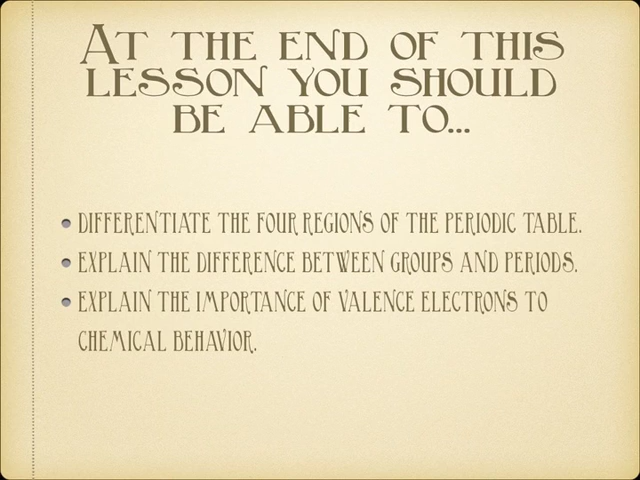 At the end of this
lesson you should
be able to...
• Differentiate the four regions of the periodic table.
• Explain the difference between groups and periods.
• Explain the importance of valence electrons to
chemical behavior.